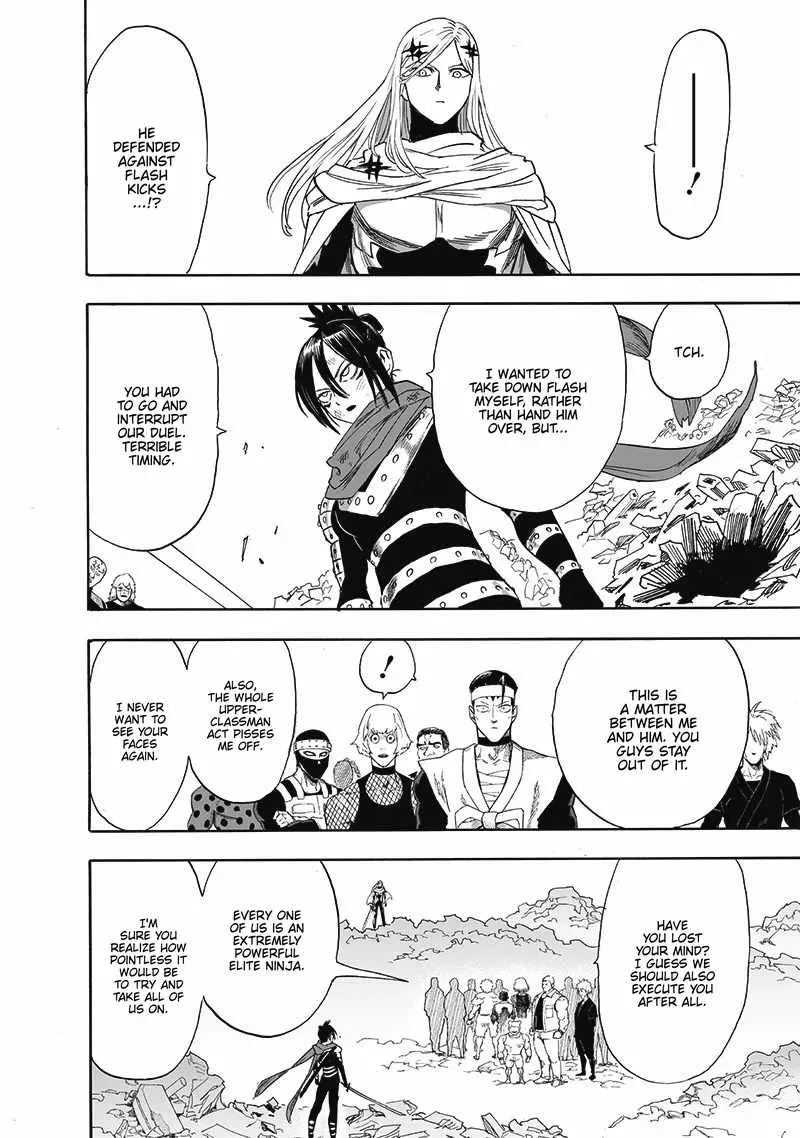 !
HE
DEFENDED
AGAINST
FLASH
KICKS
...!?
TCH.
I WANTED TO
TAKE DOWN FLASH
MYSELF, RATHER
THAN HAND HIM
OVER, BUT...
YOU HAD
TO GO AND
INTERRUPT
OUR DUEL.
TERRIBLE
TIMING.
THIS IS
A MATTER
BETWEEN ME
AND HIM. YOU
GUYS STAY
OUT OF IT.
!
ALSO,
THE WHOLE
UPPER-
CLASSMAN
ACT PISSES
ME OFF.
I NEVER
WANT TO
SEE YOUR
FACES
AGAIN.
HAVE
YOU LOST
YOUR MIND?
I GUESS WE
SHOULD ALSO
EXECUTE YOU
AFTER ALL.
EVERY ONE
OF US IS AN
EXTREMELY
POWERFUL
ELITE NINJA.
I'M
SURE YOU
REALIZE HOW
POINTLESS IT
WOULD BE
TO TRY AND
TAKE ALL OF
US ON.